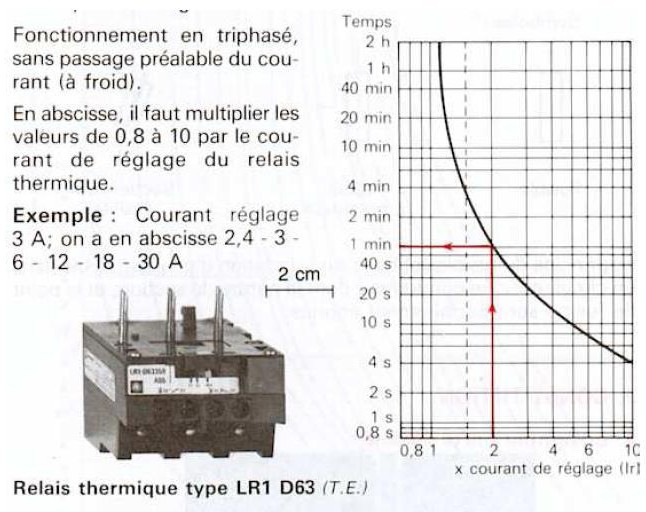 Fonctionnement en triphasé,
sans passage préalable du cou-
rant (à froid).
En abscisse, il faut multiplier les
valeurs de 0,8 à 10 par le cou-
rant de réglage du relais
thermique.
Exemple : Courant réglage
3 A; on a en abscisse 2,4 - 3 -
6 - 12 - 18 - 30 A
2 cm
LR1-D63359
A66
Relais thermique type LR1 D63 (T.E.)
Temps
2 h
1 h
40 min
20 min
10 min
4 min
2 min
1 min
40 s
20 s
10 s
4 s
2 s
1 s
0,8 s
0,8 1 2 4 6 10
x courant de réglage (Ir)